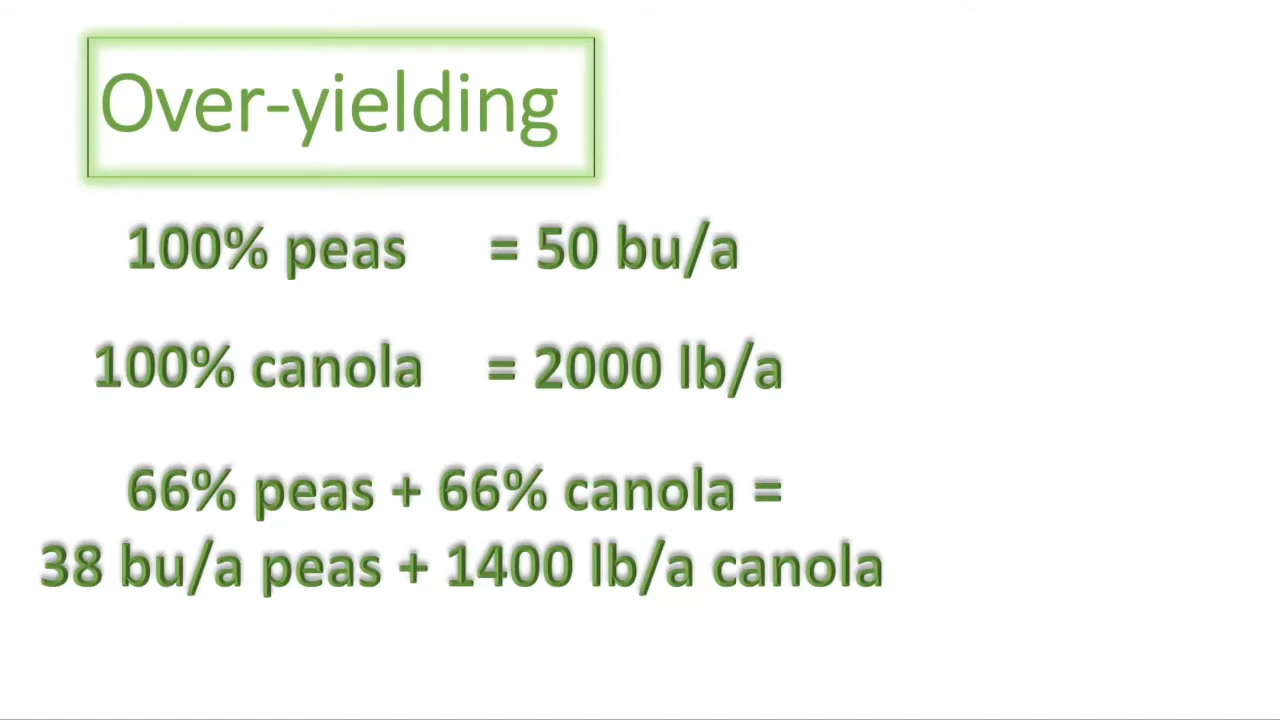 Over-yielding
100% peas = 50 bu/a
100% canola = 2000 lb/a
66% peas + 66% canola =
38 bu/a peas + 1400 lb/a canola